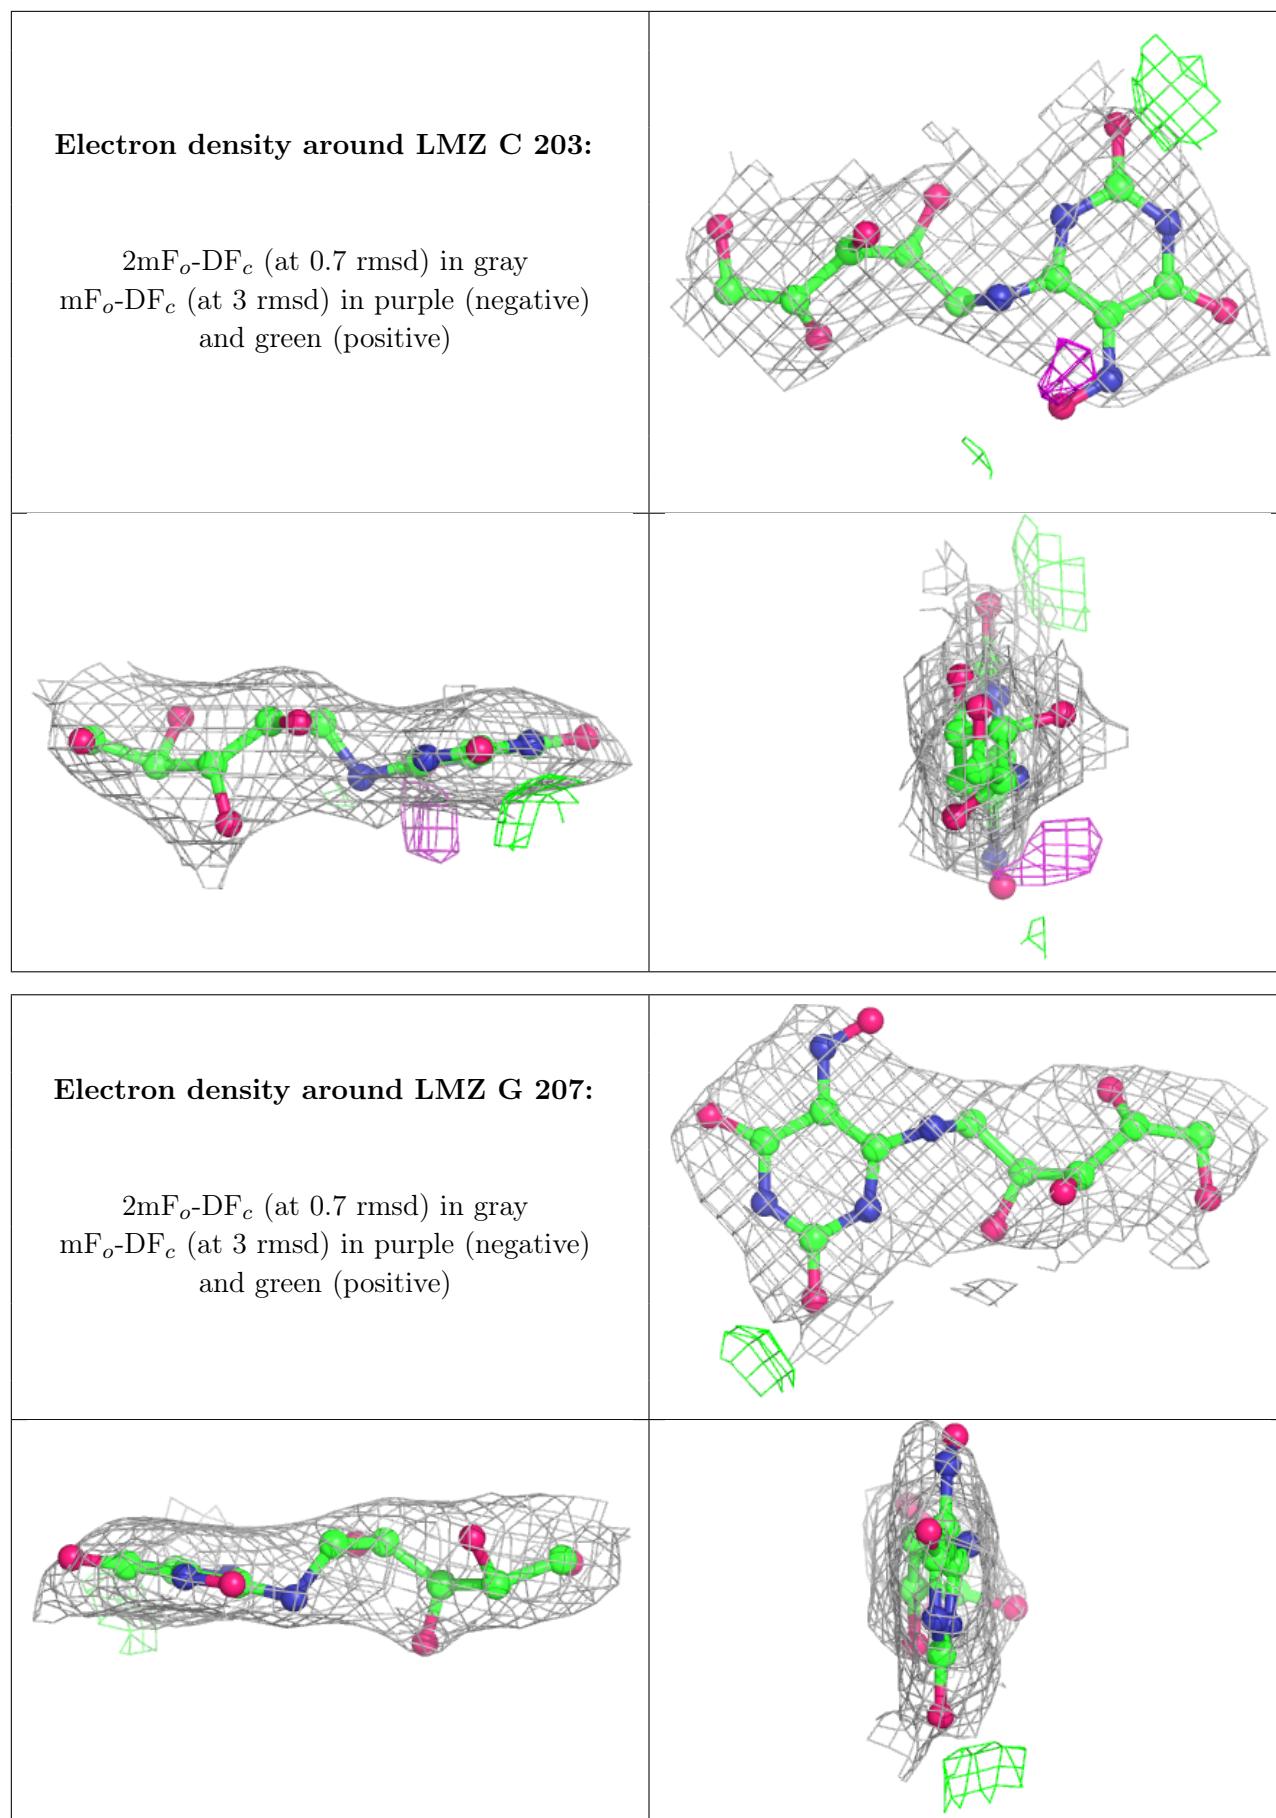 Electron density around LMZ C 203:
2mFo-DFc (at 0.7 rmsd) in gray
mFo-DFc (at 3 rmsd) in purple (negative)
and green (positive)
Electron density around LMZ G 207:
2mFo-DFc (at 0.7 rmsd) in gray
mFo-DFc (at 3 rmsd) in purple (negative)
and green (positive)